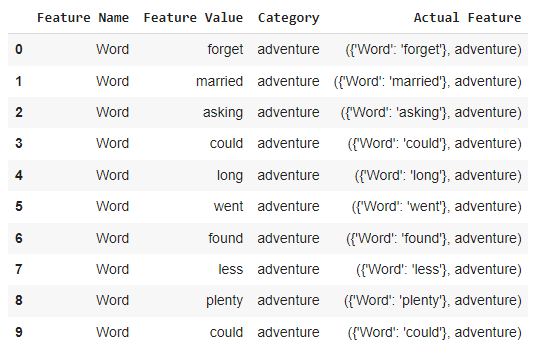 Feature Name Feature Value Category Actual Feature
0 Word forget adventure ({'Word': 'forget'}, adventure)
1 Word married adventure ({'Word': 'married'}, adventure)
2 Word asking adventure ({'Word': 'asking'}, adventure)
3 Word could adventure ({'Word': 'could'}, adventure)
4 Word long adventure ({'Word': 'long'}, adventure)
5 Word went adventure ({'Word': 'went'}, adventure)
6 Word found adventure ({'Word': 'found'}, adventure)
7 Word less adventure ({'Word': 'less'}, adventure)
8 Word plenty adventure ({'Word': 'plenty'}, adventure)
9 Word could adventure ({'Word': 'could'}, adventure)